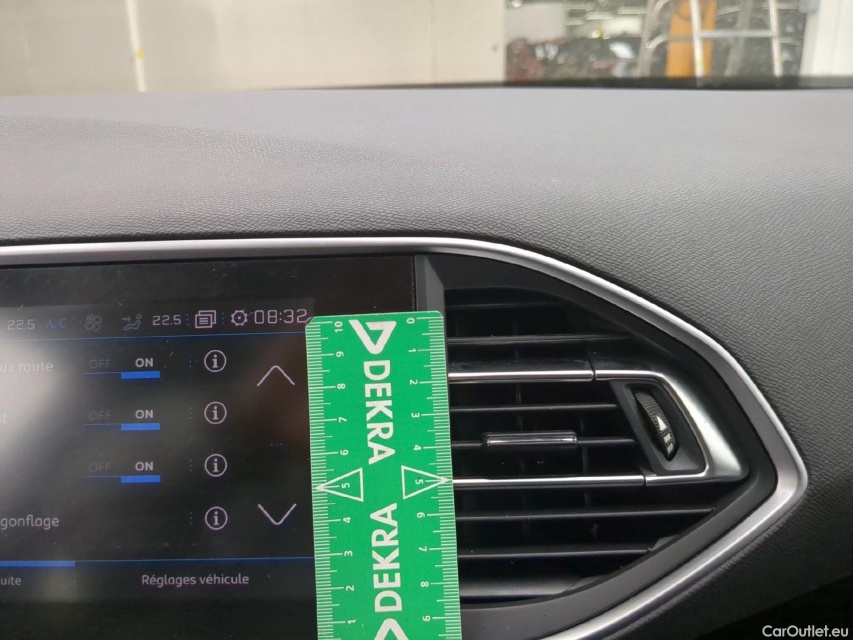 22.5 A/C 22.5 08:32
ux route OFF ON i
OFF ON i
OFF ON i
gonflage i
uite Réglages véhicule
10 9 8 7 6 5 4 3 2 1
DEKRA DEKRA
0 1 2 3 4 5 6 7 8 9
CarOutlet.eu